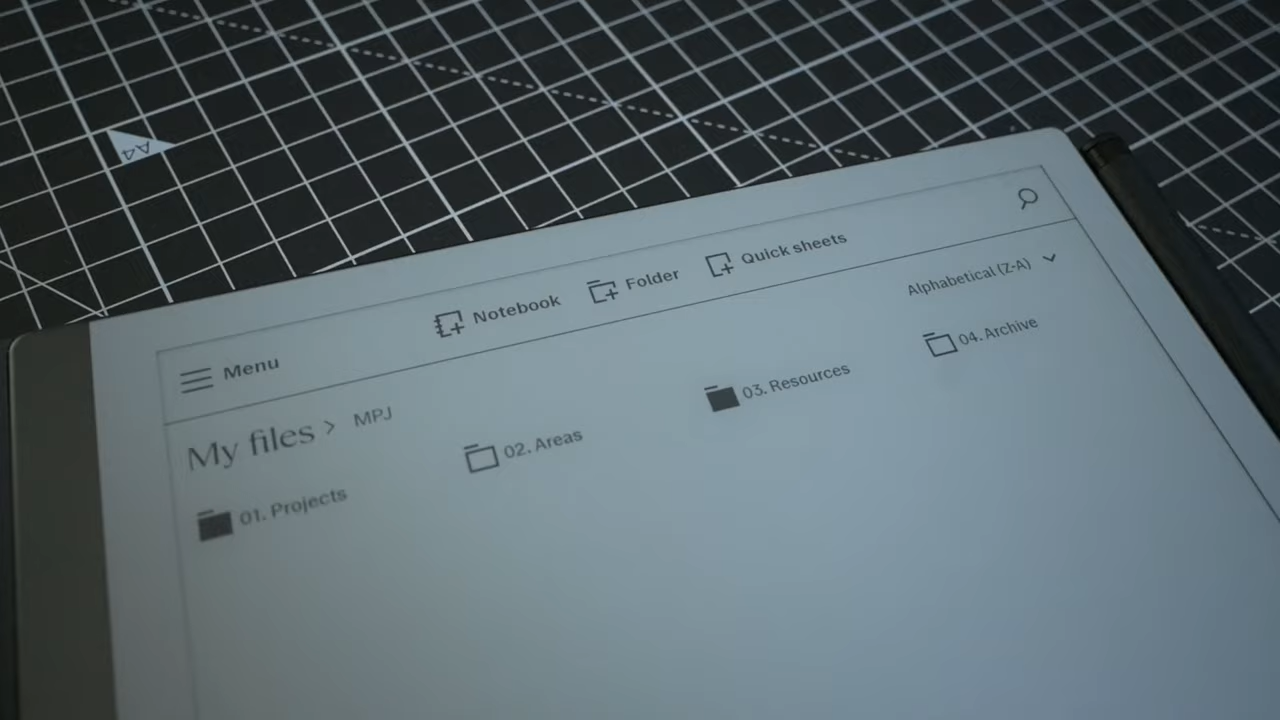 A4
Menu
Notebook
Folder
Quick sheets
My files > MPJ
Alphabetical (Z-A)
01. Projects
02. Areas
03. Resources
04. Archive